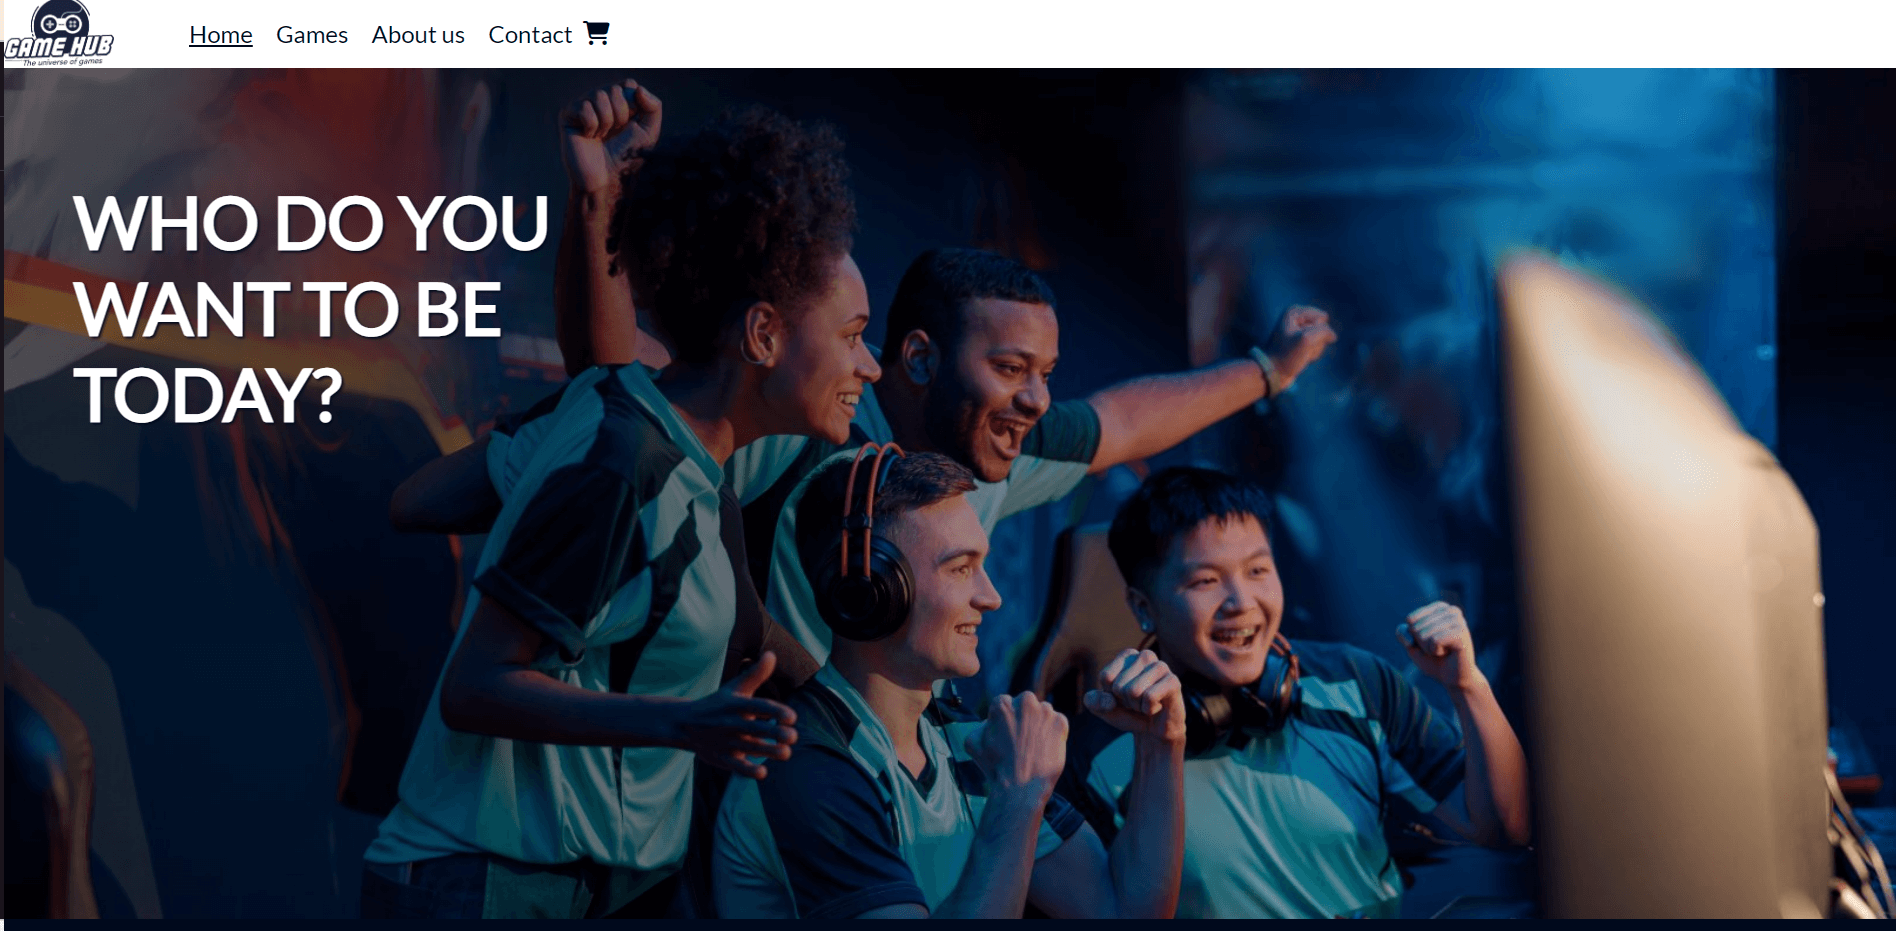 GAME HUB
The universe of games
Home Games About us Contact
WHO DO YOU
WANT TO BE
TODAY?